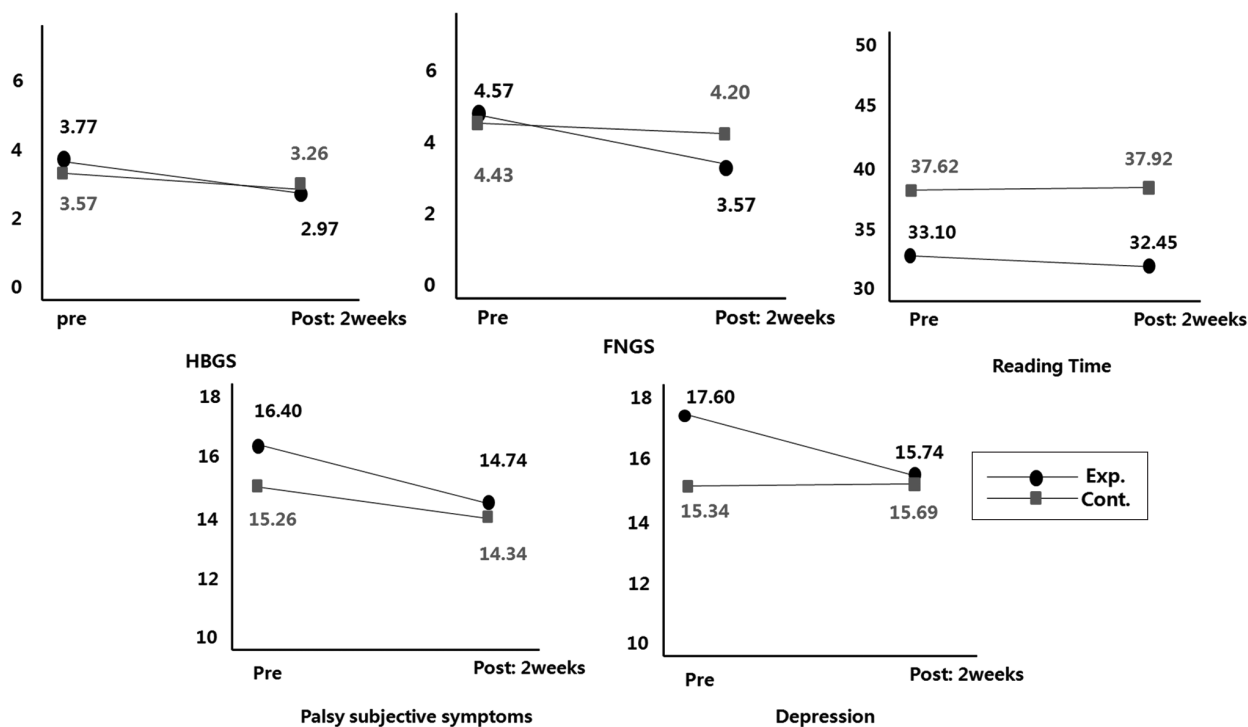 6
4
2
0
3.77
3.57
3.26
2.97
pre
Post: 2weeks
HBGS
6
4
2
0
4.57
4.43
4.20
3.57
Pre
Post: 2weeks
FNGS
50
45
40
35
30
37.62
37.92
33.10
32.45
Pre
Post: 2weeks
Reading Time
18
16
14
12
10
16.40
15.26
14.74
14.34
Pre
Post: 2weeks
Palsy subjective symptoms
18
16
14
12
10
17.60
15.34
15.74
15.69
Pre
Post: 2weeks
Depression
Exp.
Cont.